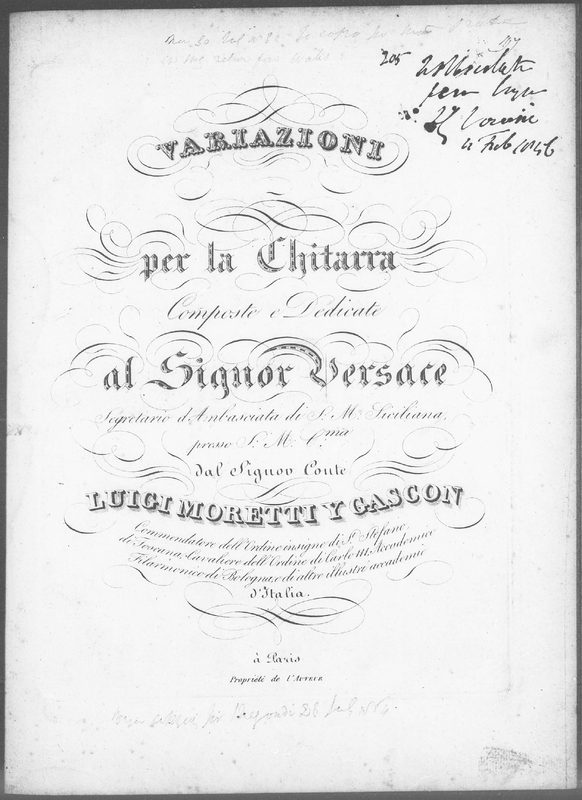 205
4 Feb 1846
VARIAZIONI
per la Chitarra
Composte e Dedicate
al Signor Versace
Segretario d'Ambasciata di S. M. Siciliana,
presso S. M. C.ma
dal Signor Conte
LUIGI MORETTI Y GASCON
Commendatore dell'Ordine insigne di S.t Stefano,
di Toscana, Cavaliere dell'Ordine di Carlo III. Accademico
Filarmonico di Bologna, e di altre illustri accademie
d'Italia.
à Paris
Propriété de l'AUTEUR